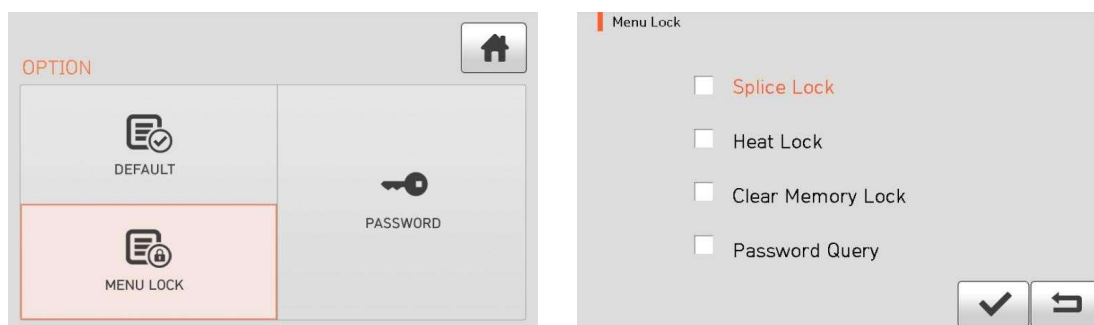 OPTION
DEFAULT
MENU LOCK
PASSWORD
Menu Lock
Splice Lock
Heat Lock
Clear Memory Lock
Password Query